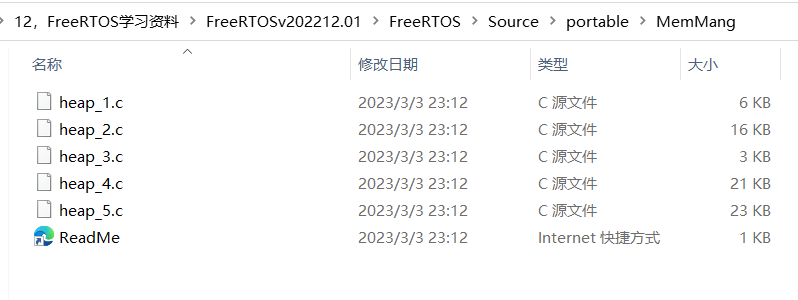 12，FreeRTOS学习资料 > FreeRTOSv202212.01 > FreeRTOS > Source > portable > MemMang
名称 修改日期 类型 大小
heap_1.c 2023/3/3 23:12 C 源文件 6 KB
heap_2.c 2023/3/3 23:12 C 源文件 16 KB
heap_3.c 2023/3/3 23:12 C 源文件 3 KB
heap_4.c 2023/3/3 23:12 C 源文件 21 KB
heap_5.c 2023/3/3 23:12 C 源文件 23 KB
ReadMe 2023/3/3 23:12 Internet 快捷方式 1 KB